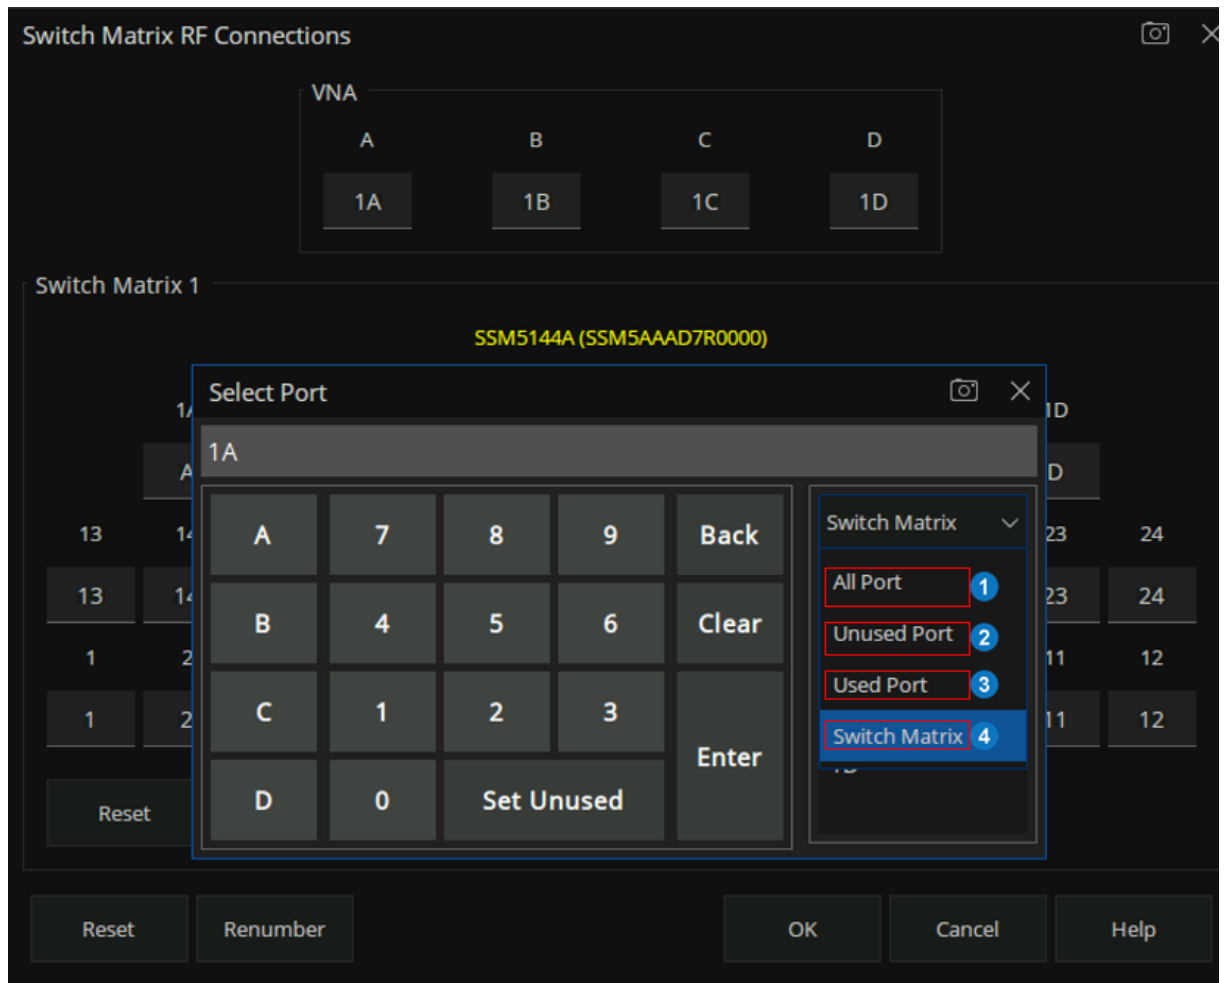 Switch Matrix RF Connections
VNA
A B C D
1A 1B 1C 1D
Switch Matrix 1
SSM5144A (SSM5AAAD7R0000)
Select Port
1D
1A
D
A 7 8 9 Back
Switch Matrix
13 24
23
All Port 1
13 24
23
B 4 5 6 Clear
Unused Port 2
1 2 11 12
Used Port 3
C 1 2 3
Switch Matrix 4
1 2 11 12
Enter
D 0 Set Unused
Reset
Reset Renumber OK Cancel Help